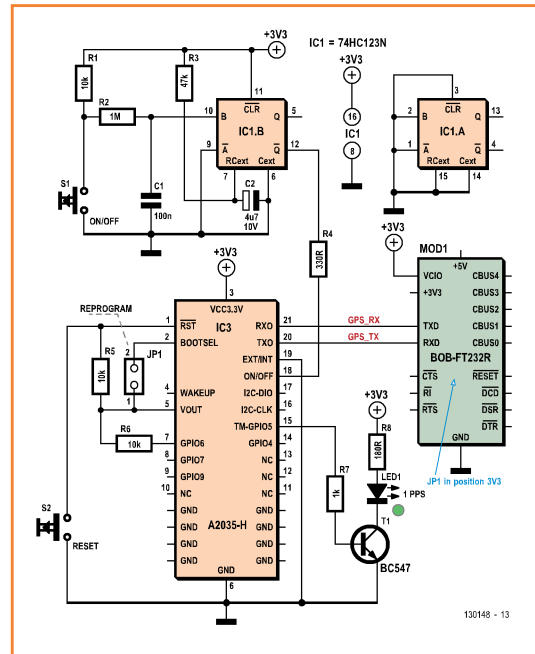 +3V3
IC1 = 74HC123N
+3V3
R1
10k
R3
47k
R2
1M
11
CLR
10
B
Q
5
IC1.B
9
A
Q
12
RCext
Cext
7
6
16
IC1
8
3
CLR
2
B
Q
13
IC1.A
1
A
Q
4
RCext
Cext
15
14
S1
ON/OFF
C1
100n
C2
4u7
10V
R4
330R
+3V3
+3V3
3
VCC3.3V
IC3
1
RST
2
BOOTSEL
4
WAKEUP
5
VOUT
7
GPIO6
8
GPIO7
9
GPIO9
10
NC
GND
GND
GND
GND
RXO
21
TXO
20
EXT/INT
19
ON/OFF
18
I2C-DIO
17
I2C-CLK
16
TM-GPIO5
15
GPIO4
14
NC
13
NC
12
NC
11
GND
GND
GND
GND
A2035-H
GND
6
REPROGRAM
2
JP1
1
R5
10k
R6
10k
S2
RESET
GPS_RX
GPS_TX
MOD1
+5V
VCIO
CBUS4
+3V3
CBUS3
CBUS2
TXD
CBUS1
RXD
CBUS0
BOB-FT232R
CTS
RESET
RI
DCD
RTS
DSR
DTR
GND
JP1 in position 3V3
+3V3
R8
180R
LED1
1 PPS
R7
1k
T1
BC547
130148 - 13